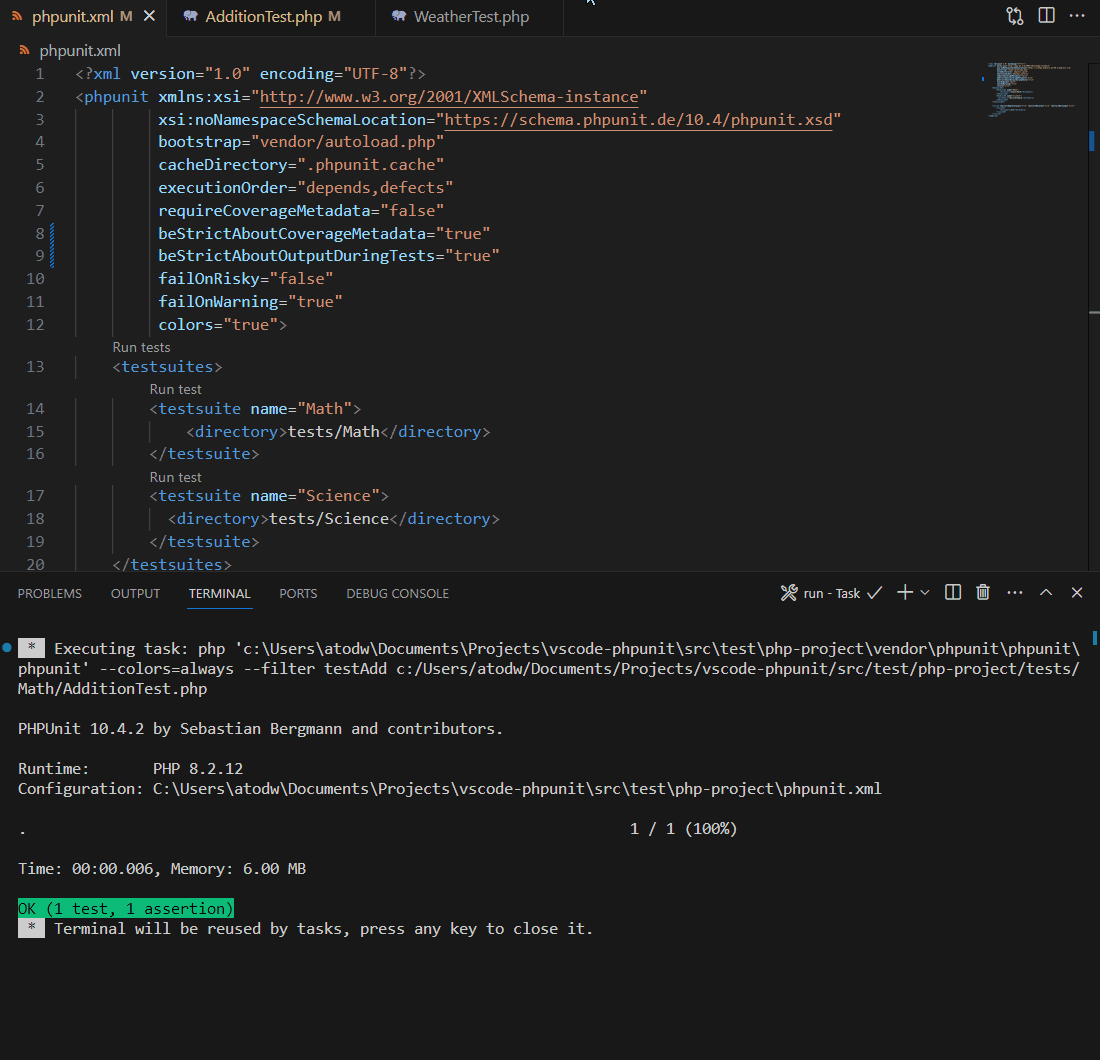 phpunit.xml M
AdditionTest.php M
WeatherTest.php
phpunit.xml
1 <?xml version="1.0" encoding="UTF-8"?>
2 <phpunit xmlns:xsi="http://www.w3.org/2001/XMLSchema-instance"
3 xsi:noNamespaceSchemaLocation="https://schema.phpunit.de/10.4/phpunit.xsd"
4 bootstrap="vendor/autoload.php"
5 cacheDirectory=".phpunit.cache"
6 executionOrder="depends,defects"
7 requireCoverageMetadata="false"
8 beStrictAboutCoverageMetadata="true"
9 beStrictAboutOutputDuringTests="true"
10 failOnRisky="false"
11 failOnWarning="true"
12 colors="true">
Run tests
13 <testsuites>
Run test
14 <testsuite name="Math">
15 <directory>tests/Math</directory>
16 </testsuite>
Run test
17 <testsuite name="Science">
18 <directory>tests/Science</directory>
19 </testsuite>
20 </testsuites>
PROBLEMS OUTPUT TERMINAL PORTS DEBUG CONSOLE run - Task
* Executing task: php 'c:\Users\atodw\Documents\Projects\vscode-phpunit\src\test\php-project\vendor\phpunit\phpunit\
phpunit' --colors=always --filter testAdd c:/Users/atodw/Documents/Projects/vscode-phpunit/src/test/php-project/tests/
Math/AdditionTest.php
PHPUnit 10.4.2 by Sebastian Bergmann and contributors.
Runtime: PHP 8.2.12
Configuration: C:\Users\atodw\Documents\Projects\vscode-phpunit\src\test\php-project\phpunit.xml
. 1 / 1 (100%)
Time: 00:00.006, Memory: 6.00 MB
OK (1 test, 1 assertion)
* Terminal will be reused by tasks, press any key to close it.